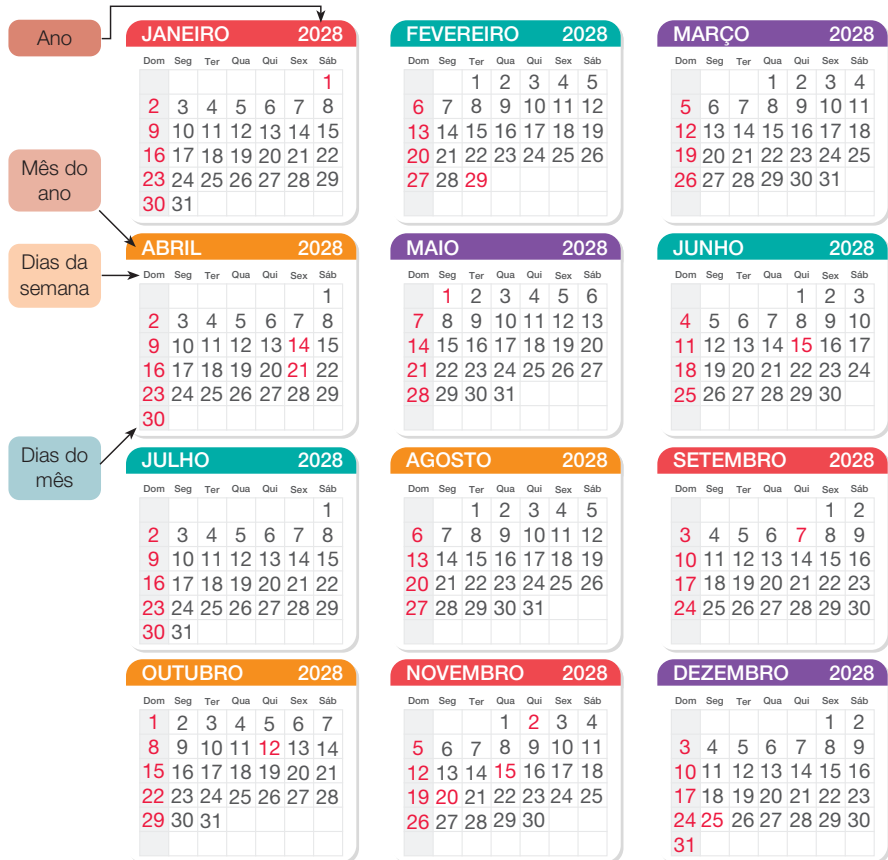 Ano
Mês do
ano
Dias da
semana
Dias do
mês
JANEIRO 2028
Dom Seg Ter Qua Qui Sex Sáb
1
2 3 4 5 6 7 8
9 10 11 12 13 14 15
16 17 18 19 20 21 22
23 24 25 26 27 28 29
30 31
FEVEREIRO 2028
Dom Seg Ter Qua Qui Sex Sáb
1 2 3 4 5
6 7 8 9 10 11 12
13 14 15 16 17 18 19
20 21 22 23 24 25 26
27 28 29
MARÇO 2028
Dom Seg Ter Qua Qui Sex Sáb
1 2 3 4
5 6 7 8 9 10 11
12 13 14 15 16 17 18
19 20 21 22 23 24 25
26 27 28 29 30 31
ABRIL 2028
Dom Seg Ter Qua Qui Sex Sáb
1
2 3 4 5 6 7 8
9 10 11 12 13 14 15
16 17 18 19 20 21 22
23 24 25 26 27 28 29
30
MAIO 2028
Dom Seg Ter Qua Qui Sex Sáb
1 2 3 4 5 6
7 8 9 10 11 12 13
14 15 16 17 18 19 20
21 22 23 24 25 26 27
28 29 30 31
JUNHO 2028
Dom Seg Ter Qua Qui Sex Sáb
1 2 3
4 5 6 7 8 9 10
11 12 13 14 15 16 17
18 19 20 21 22 23 24
25 26 27 28 29 30
JULHO 2028
Dom Seg Ter Qua Qui Sex Sáb
1
2 3 4 5 6 7 8
9 10 11 12 13 14 15
16 17 18 19 20 21 22
23 24 25 26 27 28 29
30 31
AGOSTO 2028
Dom Seg Ter Qua Qui Sex Sáb
1 2 3 4 5
6 7 8 9 10 11 12
13 14 15 16 17 18 19
20 21 22 23 24 25 26
27 28 29 30 31
SETEMBRO 2028
Dom Seg Ter Qua Qui Sex Sáb
1 2
3 4 5 6 7 8 9
10 11 12 13 14 15 16
17 18 19 20 21 22 23
24 25 26 27 28 29 30
OUTUBRO 2028
Dom Seg Ter Qua Qui Sex Sáb
1 2 3 4 5 6 7
8 9 10 11 12 13 14
15 16 17 18 19 20 21
22 23 24 25 26 27 28
29 30 31
NOVEMBRO 2028
Dom Seg Ter Qua Qui Sex Sáb
1 2 3 4
5 6 7 8 9 10 11
12 13 14 15 16 17 18
19 20 21 22 23 24 25
26 27 28 29 30
DEZEMBRO 2028
Dom Seg Ter Qua Qui Sex Sáb
1 2
3 4 5 6 7 8 9
10 11 12 13 14 15 16
17 18 19 20 21 22 23
24 25 26 27 28 29 30
31